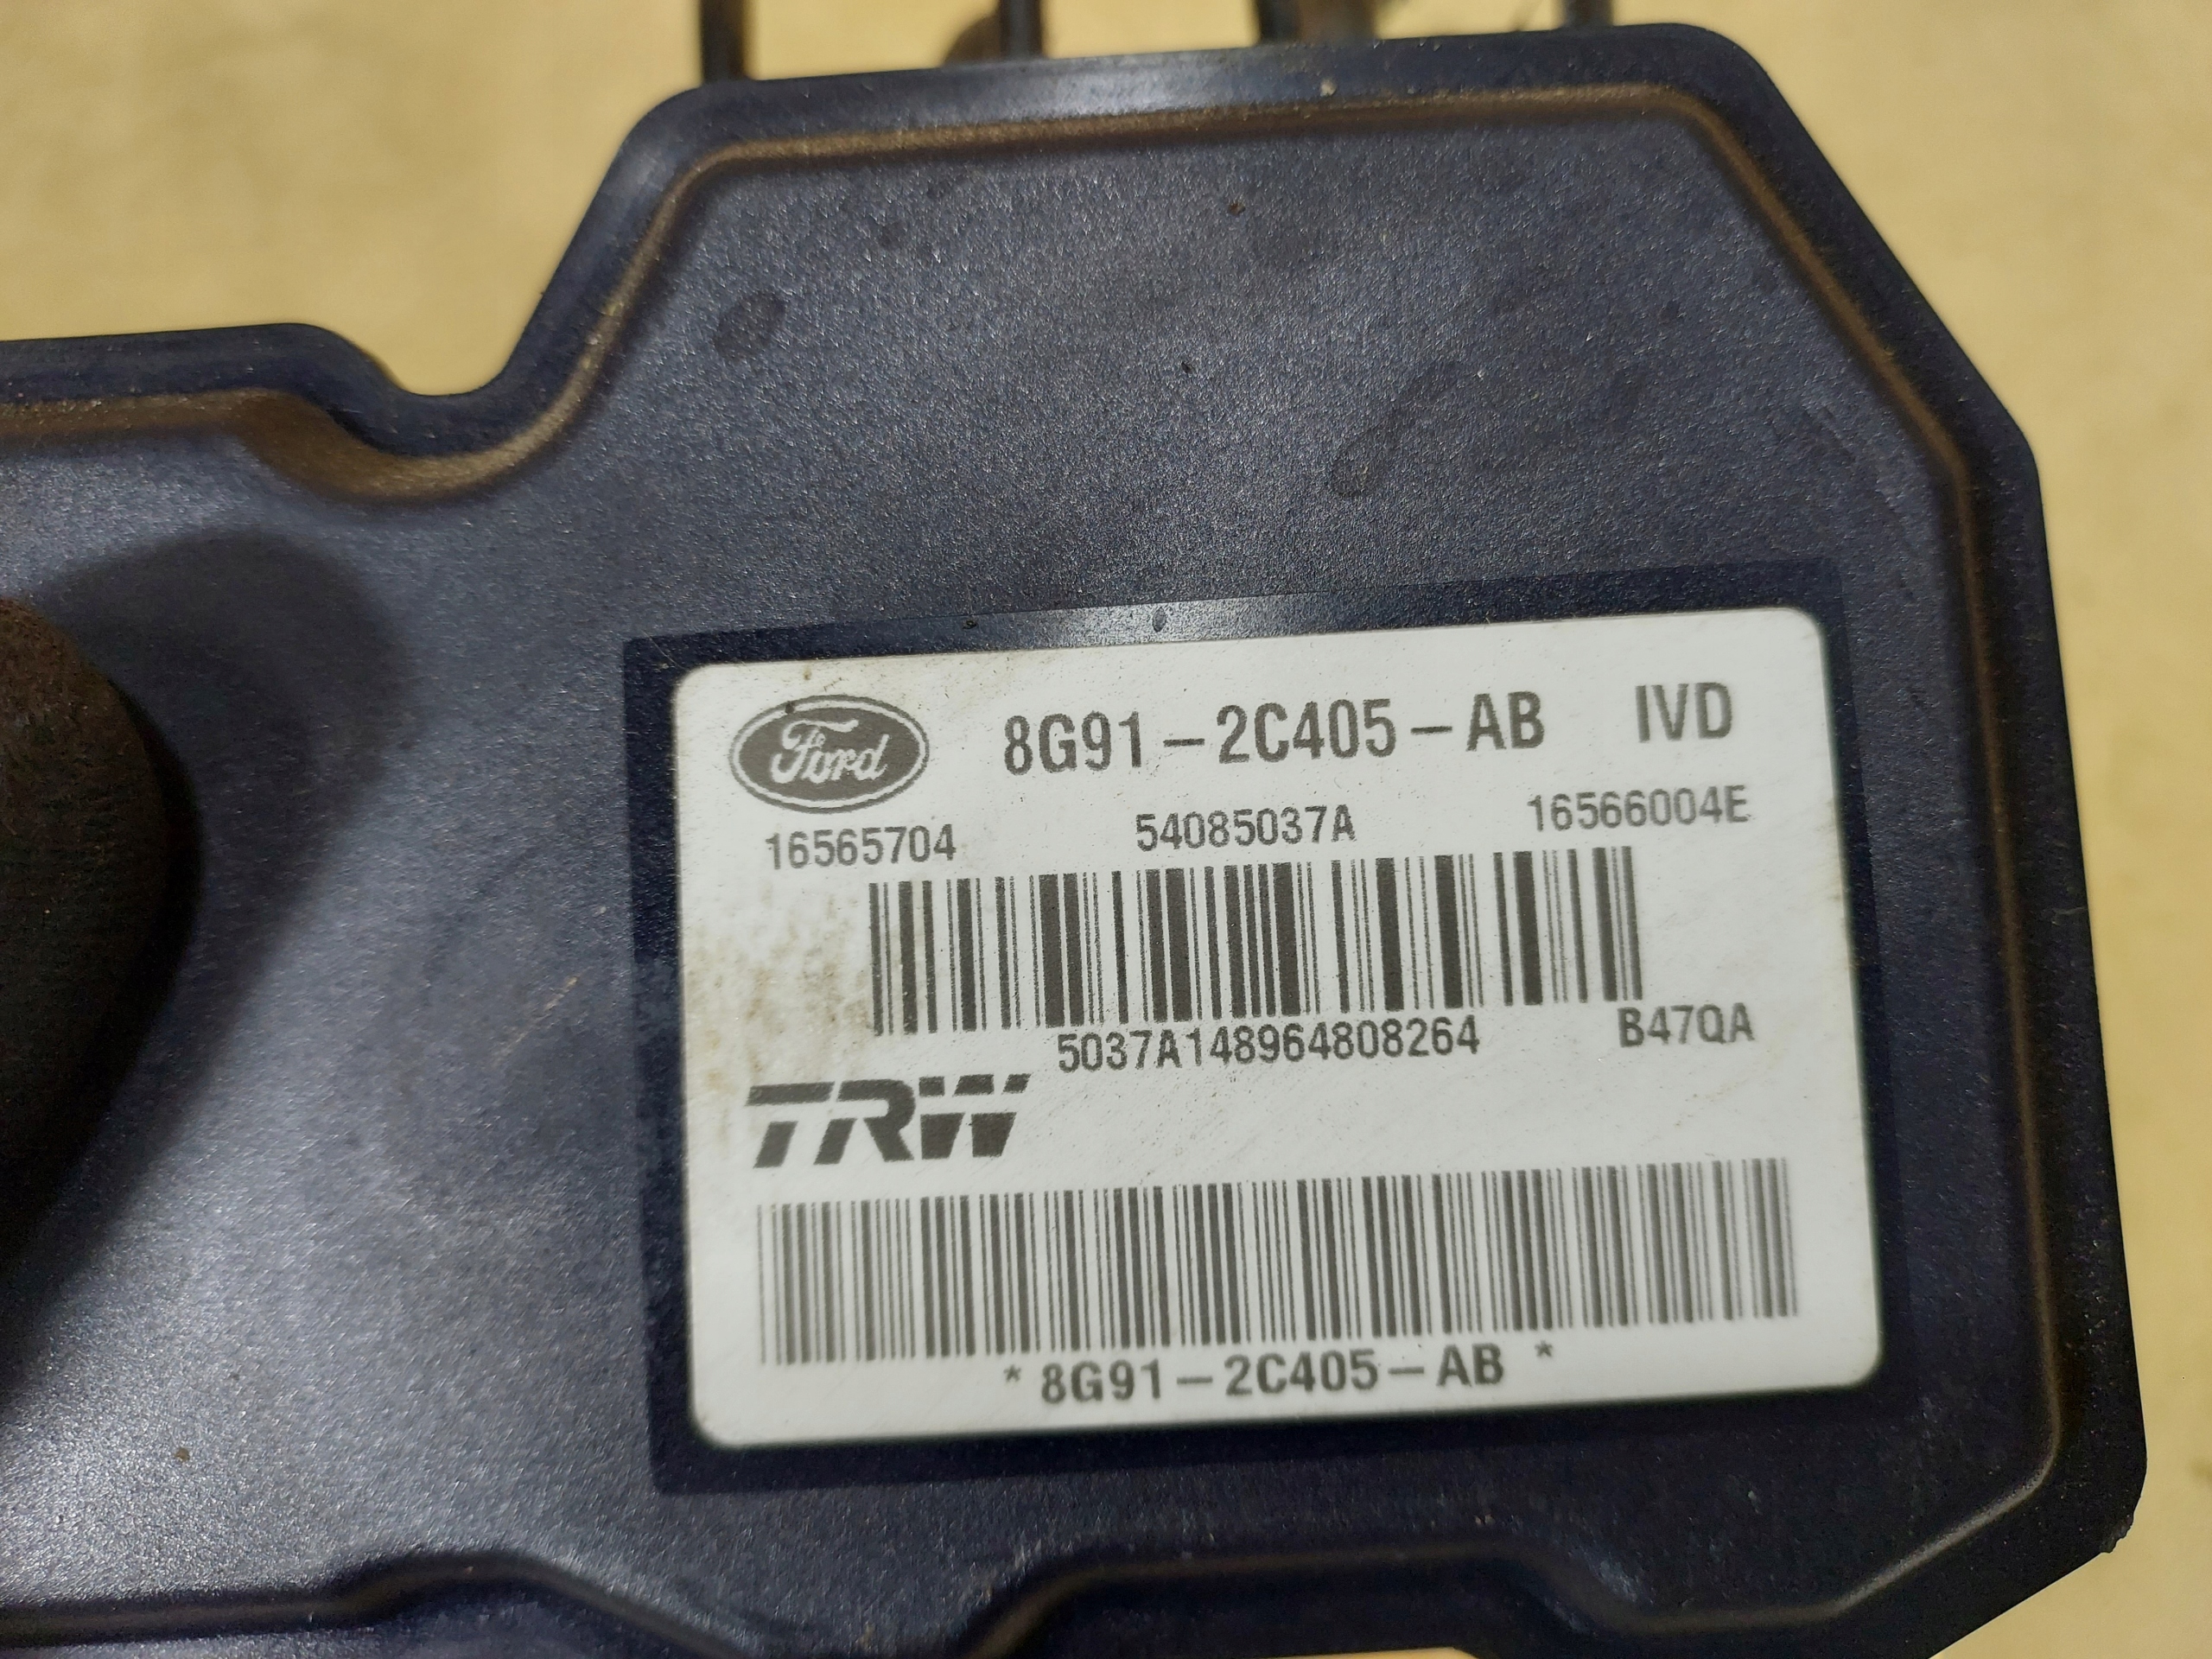 Ford 8G91-2C405-AB IVD
16565704 54085037A 16566004E
5037A148964808264 B47QA
TRW
*8G91-2C405-AB*